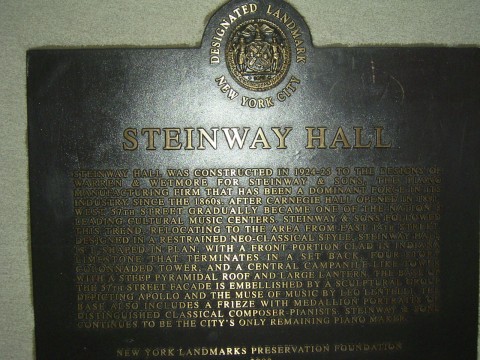 DESIGNATED LANDMARK
NEW YORK CITY
STEINWAY HALL
STEINWAY HALL WAS CONSTRUCTED IN 1924-25 TO THE DESIGNS OF
WARREN & WETMORE FOR STEINWAY & SONS, THE PIANO
MANUFACTURING FIRM THAT HAS BEEN A DOMINANT FORCE IN ITS
INDUSTRY SINCE THE 1860s. AFTER CARNEGIE HALL OPENED IN 1891,
WEST 57TH STREET GRADUALLY BECAME ONE OF THE NATION'S
LEADING CULTURAL MUSIC CENTERS. STEINWAY & SONS FOLLOWED
THIS TREND, RELOCATING TO THE AREA FROM EAST 14TH STREET.
DESIGNED IN A RESTRAINED NEO-CLASSICAL STYLE, STEINWAY HALL
IS L-SHAPED IN PLAN, WITH A FRONT PORTION CLAD IN INDIANA
LIMESTONE THAT TERMINATES IN A SET BACK, FOUR-STORY
COLONNADED TOWER, AND A CENTRAL CAMPANILE-LIKE TOWER
WITH A STEEP PYRAMIDAL ROOF AND LARGE LANTERN. THE BASE OF
THE 57TH STREET FACADE IS EMBELLISHED BY A SCULPTURAL GROUP
DEPICTING APOLLO AND THE MUSE OF MUSIC BY LEO LENTELLI. THE
BASE ALSO INCLUDES A FRIEZE WITH MEDALLION PORTRAITS OF
DISTINGUISHED CLASSICAL COMPOSER-PIANISTS. STEINWAY & SONS
CONTINUES TO BE THE CITY'S ONLY REMAINING PIANO MAKER.
NEW YORK LANDMARKS PRESERVATION FOUNDATION